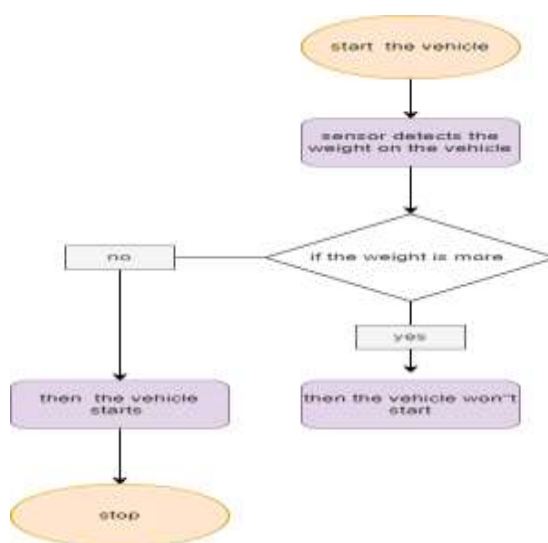 start the vehicle
sensor detects the
weight on the vehicle
if the weight is more
no
yes
then the vehicle
starts
then the vehicle won"t
start
stop